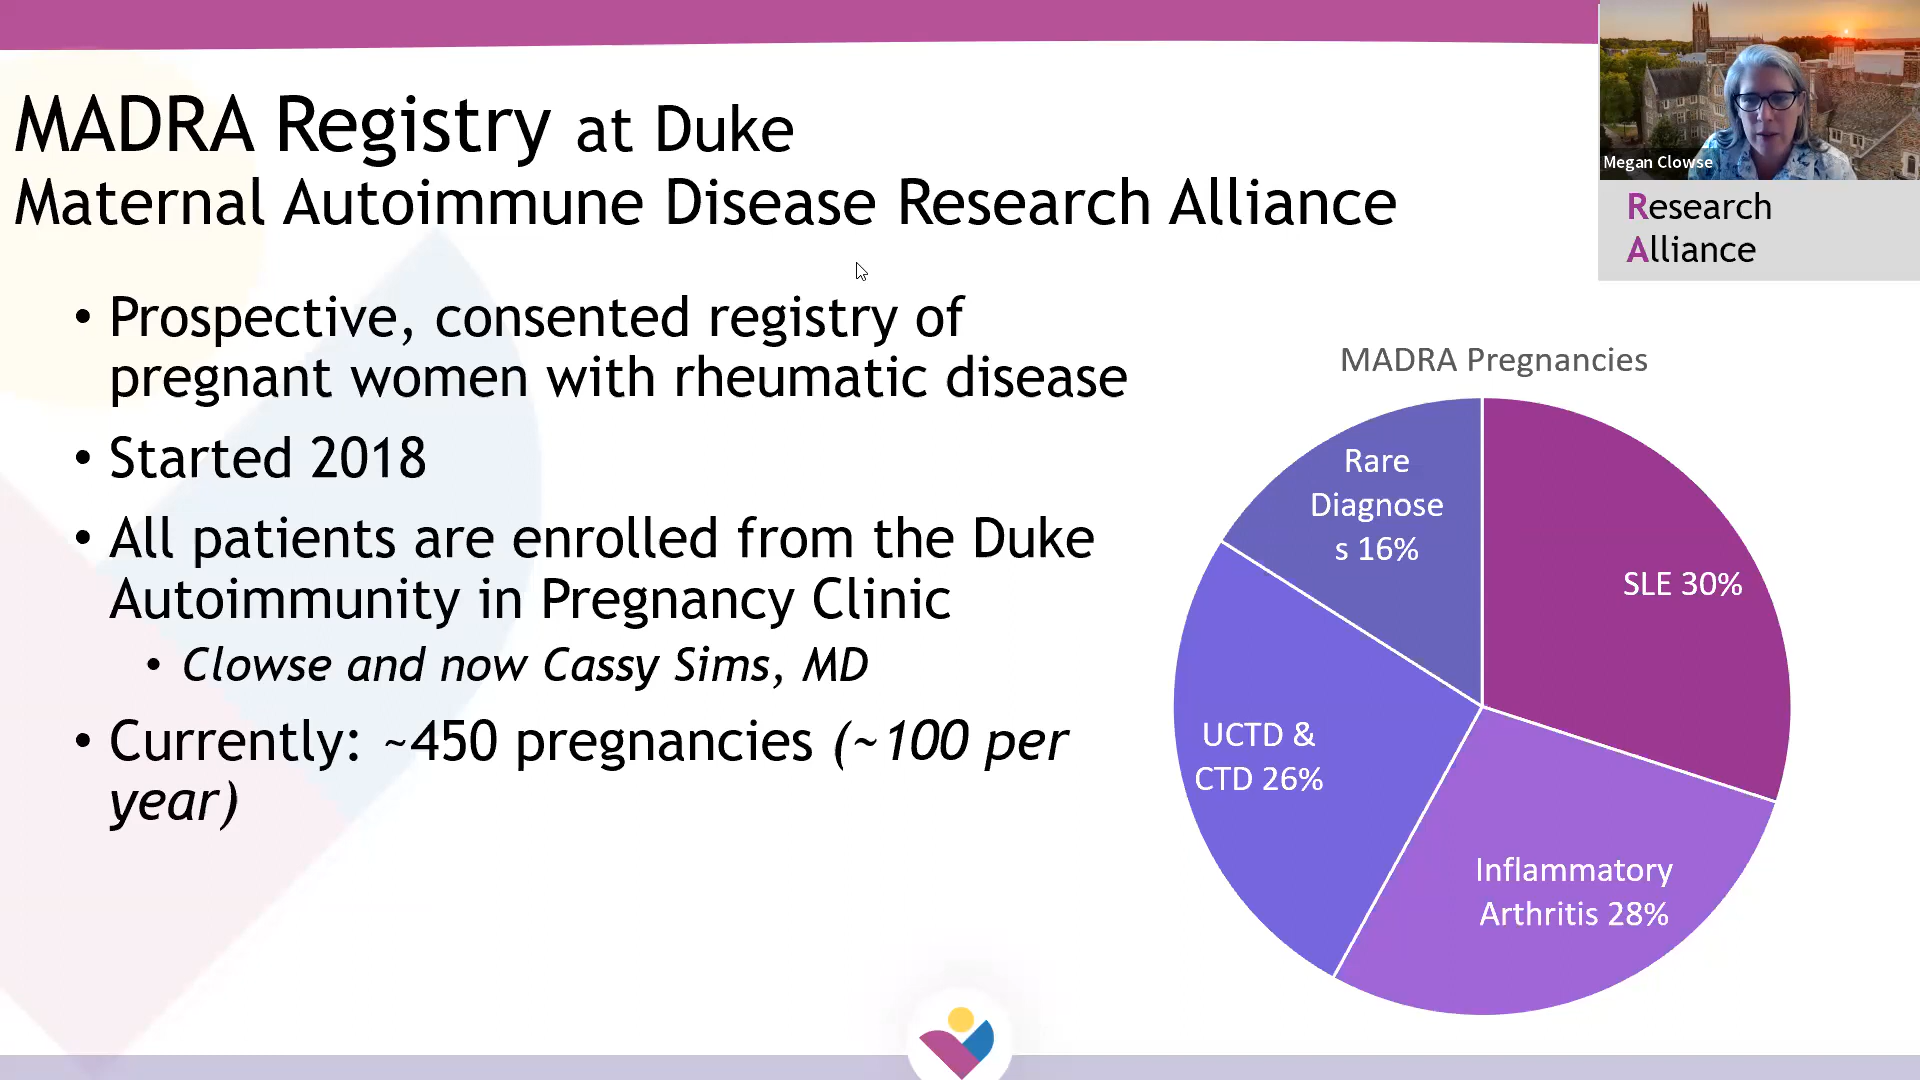 MADRA Registry at Duke
Maternal Autoimmune Disease Research Alliance
Megan Clowse
Research
Alliance
• Prospective, consented registry of
pregnant women with rheumatic disease
• Started 2018
• All patients are enrolled from the Duke
Autoimmunity in Pregnancy Clinic
• Clowse and now Cassy Sims, MD
• Currently: ~450 pregnancies (~100 per
year)
MADRA Pregnancies
Rare
Diagnose
s 16%
SLE 30%
UCTD &
CTD 26%
Inflammatory
Arthritis 28%